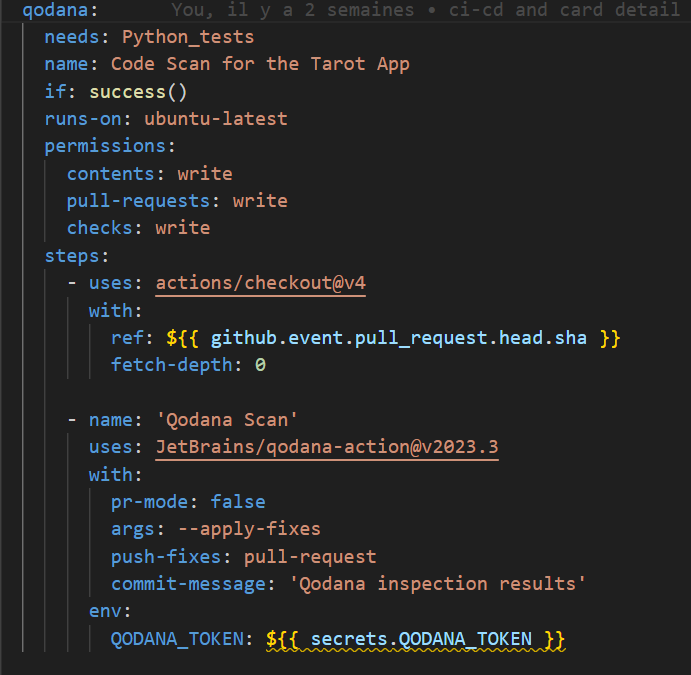 qodana: You, il y a 2 semaines • ci-cd and card detail
needs: Python_tests
name: Code Scan for the Tarot App
if: success()
runs-on: ubuntu-latest
permissions:
contents: write
pull-requests: write
checks: write
steps:
- uses: actions/checkout@v4
with:
ref: ${{ github.event.pull_request.head.sha }}
fetch-depth: 0
- name: 'Qodana Scan'
uses: JetBrains/qodana-action@v2023.3
with:
pr-mode: false
args: --apply-fixes
push-fixes: pull-request
commit-message: 'Qodana inspection results'
env:
QODANA_TOKEN: ${{ secrets.QODANA_TOKEN }}